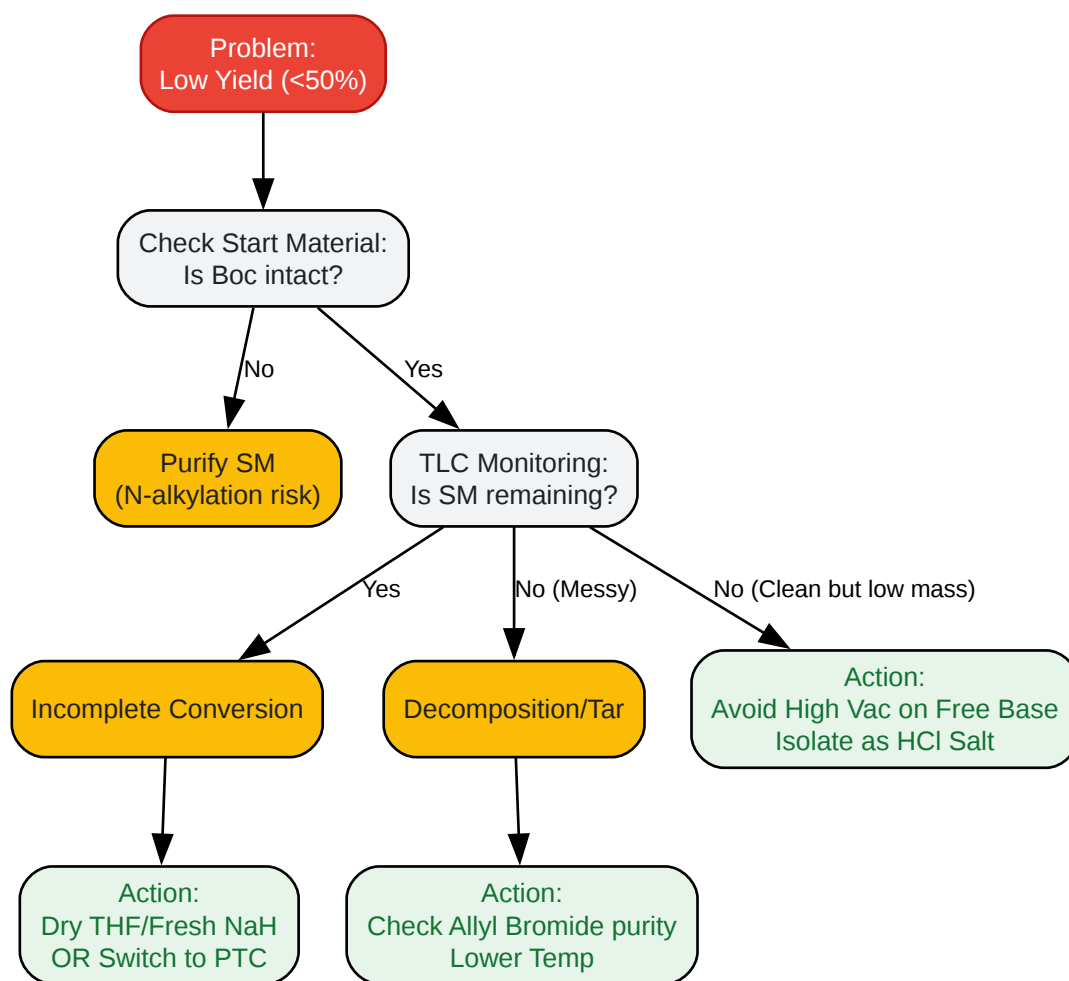 Problem:
Low Yield (<50%)
Check Start Material:
Is Boc intact?
No
Yes
Purify SM
(N-alkylation risk)
TLC Monitoring:
Is SM remaining?
Yes
No (Messy)
No (Clean but low mass)
Incomplete Conversion
Decomposition/Tar
Action:
Avoid High Vac on Free Base
Isolate as HCl Salt
Action:
Dry THF/Fresh NaH
OR Switch to PTC
Action:
Check Allyl Bromide purity
Lower Temp